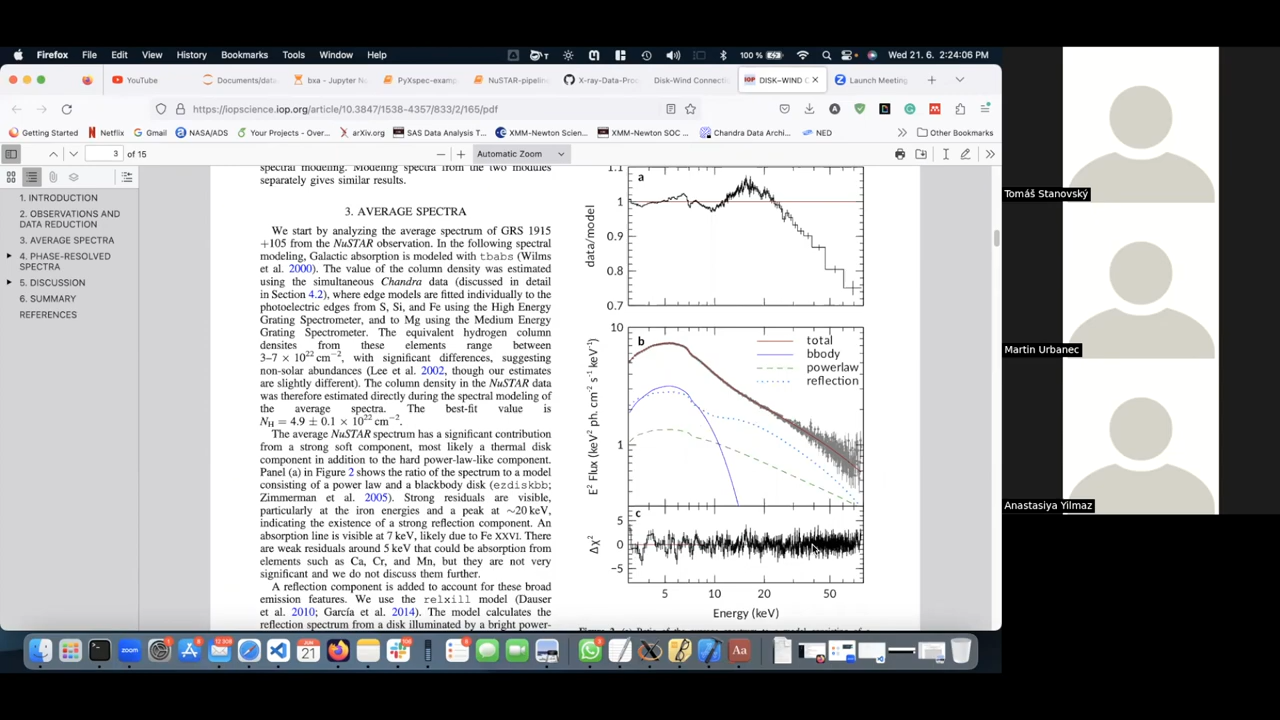 Firefox File Edit View History Bookmarks Tools Window Help 100 % Wed 21. 6. 2:24:06 PM
YouTube Documents/data bxa - Jupyter No PyXspec-examp NuSTAR-pipeline X-ray-Data-Proc Disk-Wind Connecti DISK–WIND C Launch Meeting
https://iopscience.iop.org/article/10.3847/1538-4357/833/2/165/pdf
Getting Started Netflix Gmail NASA/ADS Your Projects - Over... arXiv.org SAS Data Analysis T... XMM-Newton Scien... XMM-Newton SOC ... Chandra Data Archi... NED Other Bookmarks
3 of 15 Automatic Zoom
1. INTRODUCTION
2. OBSERVATIONS AND
DATA REDUCTION
3. AVERAGE SPECTRA
4. PHASE-RESOLVED
SPECTRA
5. DISCUSSION
6. SUMMARY
REFERENCES
spectral modeling. Modeling spectra from the two modules
separately gives similar results.
3. AVERAGE SPECTRA
We start by analyzing the average spectrum of GRS 1915
+105 from the NuSTAR observation. In the following spectral
modeling, Galactic absorption is modeled with tbabs (Wilms
et al. 2000). The value of the column density was estimated
using the simultaneous Chandra data (discussed in detail
in Section 4.2), where edge models are fitted individually to the
photoelectric edges from S, Si, and Fe using the High Energy
Grating Spectrometer, and to Mg using the Medium Energy
Grating Spectrometer. The equivalent hydrogen column
densities from these elements range between
3–7 × 10²² cm⁻², with significant differences, suggesting
non-solar abundances (Lee et al. 2002, though our estimates
are slightly different). The column density in the NuSTAR data
was therefore estimated directly during the spectral modeling of
the average spectra. The best-fit value is
N_H = 4.9 ± 0.1 × 10²² cm⁻².
The average NuSTAR spectrum has a significant contribution
from a strong soft component, most likely a thermal disk
component in addition to the hard power-law-like component.
Panel (a) in Figure 2 shows the ratio of the spectrum to a model
consisting of a power law and a blackbody disk (ezdiskbb;
Zimmerman et al. 2005). Strong residuals are visible,
particularly at the iron energies and a peak at ~20 keV,
indicating the existence of a strong reflection component. An
absorption line is visible at 7 keV, likely due to Fe XXVI. There
are weak residuals around 5 keV that could be absorption from
elements such as Ca, Cr, and Mn, but they are not very
significant and we do not discuss them further.
A reflection component is added to account for these broad
emission features. We use the relxill model (Dauser
et al. 2010; García et al. 2014). The model calculates the
reflection spectrum from a disk illuminated by a bright power-
a
1.1
1
0.9
0.8
0.7
data/model
b
10
1
E² Flux (keV² ph. cm⁻² s⁻¹ keV⁻¹)
total
bbody
powerlaw
reflection
c
5
0
−5
Δχ²
5 10 20 50
Energy (keV)
Tomáš Stanovský
Martin Urbanec
Anastasiya Yilmaz
zoom JUN 21 Aa